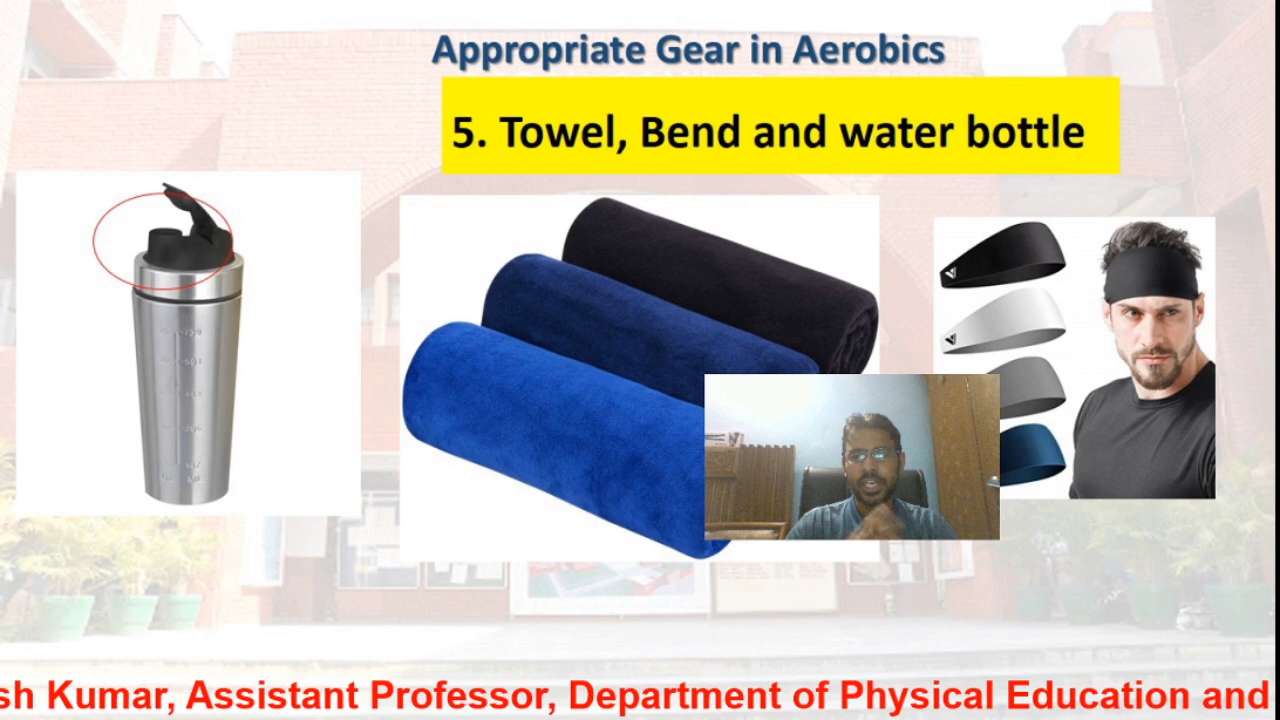 Appropriate Gear in Aerobics
5. Towel, Bend and water bottle
sh Kumar, Assistant Professor, Department of Physical Education and